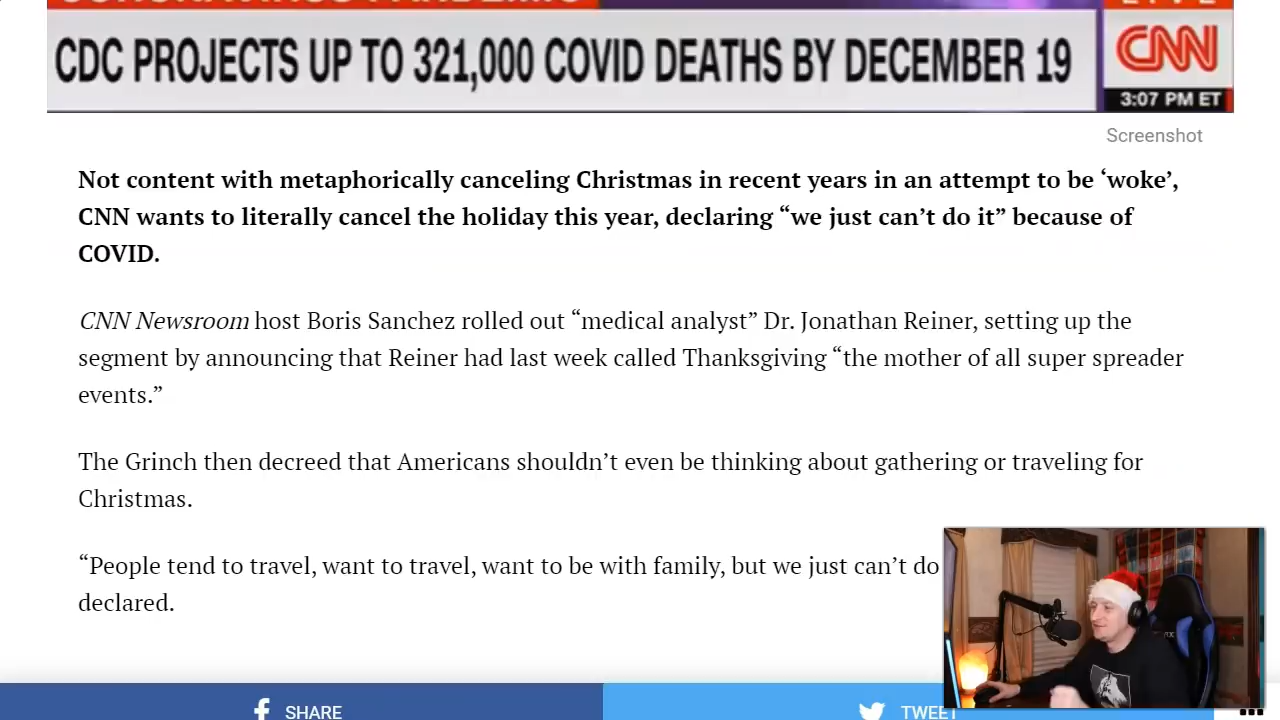 CDC PROJECTS UP TO 321,000 COVID DEATHS BY DECEMBER 19
CNN
3:07 PM ET
Screenshot
Not content with metaphorically canceling Christmas in recent years in an attempt to be ‘woke’,
CNN wants to literally cancel the holiday this year, declaring “we just can’t do it” because of
COVID.
CNN Newsroom host Boris Sanchez rolled out “medical analyst” Dr. Jonathan Reiner, setting up the
segment by announcing that Reiner had last week called Thanksgiving “the mother of all super spreader
events.”
The Grinch then decreed that Americans shouldn’t even be thinking about gathering or traveling for
Christmas.
“People tend to travel, want to travel, want to be with family, but we just can’t do
declared.
SHARE
TWEET